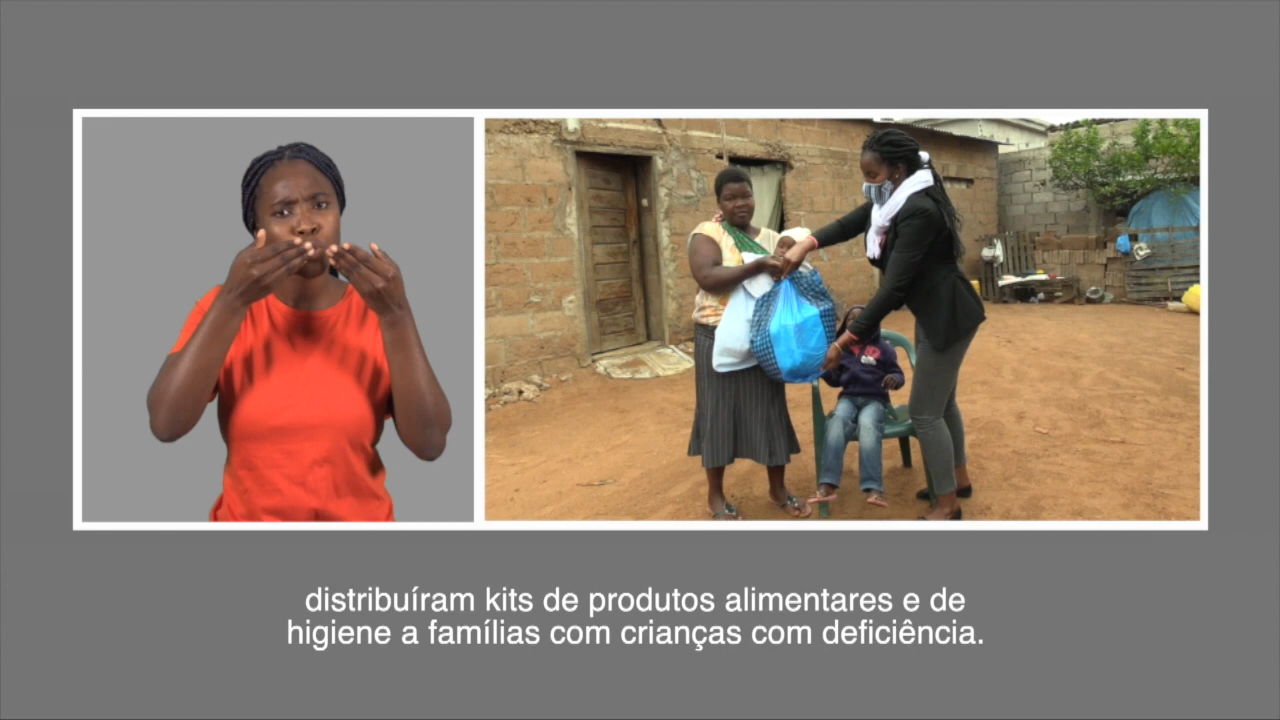 distribuíram kits de produtos alimentares e de
higiene a famílias com crianças com deficiência.